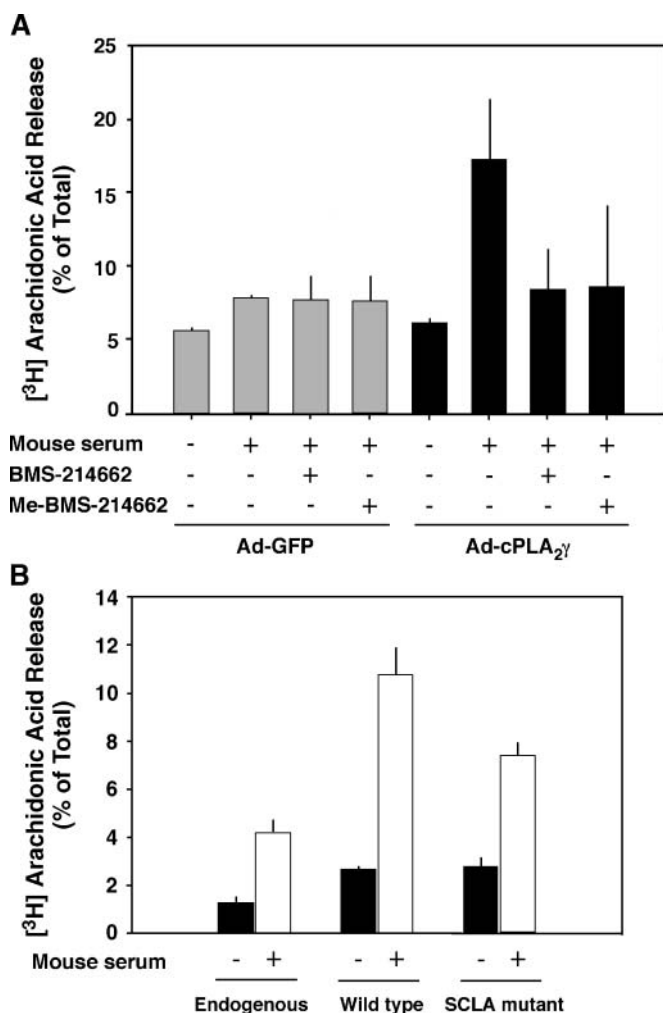 A
[³H] Arachidonic Acid Release
(% of Total)
25
20
15
10
5
0
Mouse serum - + + + - + + +
BMS-214662 - - + - - - + -
Me-BMS-214662 - - - + - - - +
Ad-GFP Ad-cPLA₂γ
B
[³H] Arachidonic Acid Release
(% of Total)
14
12
10
8
6
4
2
0
Mouse serum - + - + - +
Endogenous Wild type SCLA mutant